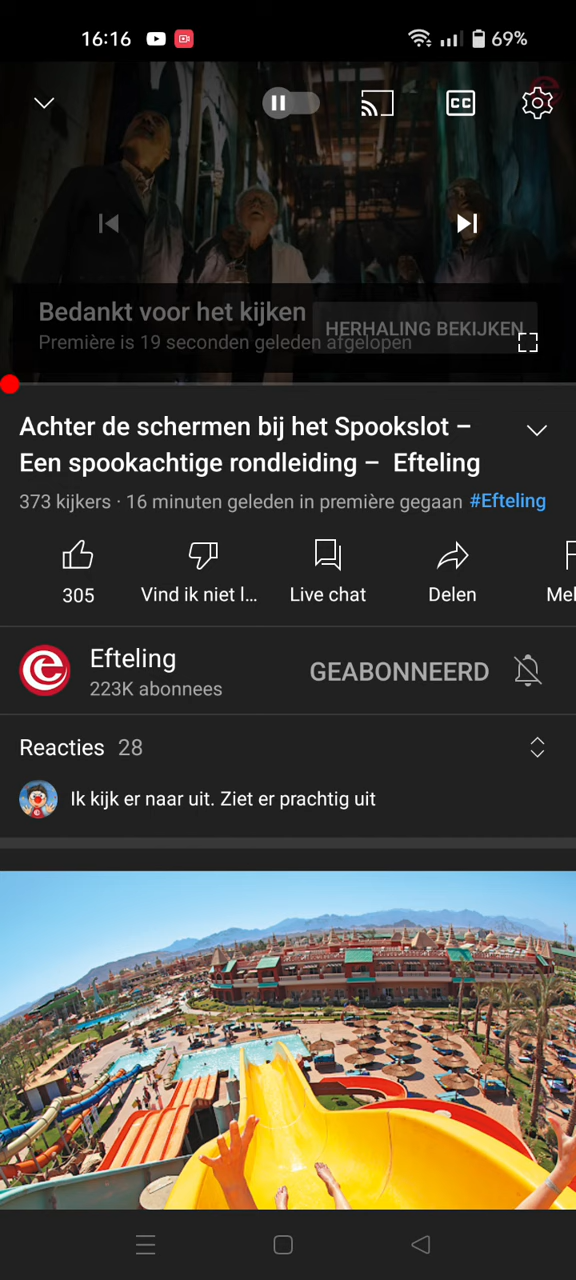 16:16
69%
CC
Bedankt voor het kijken
HERHALING BEKIJKEN
Première is 19 seconden geleden afgelopen
Achter de schermen bij het Spookslot –
Een spookachtige rondleiding – Efteling
373 kijkers · 16 minuten geleden in première gegaan #Efteling
305
Vind ik niet l...
Live chat
Delen
Mel
Efteling
223K abonnees
GEABONNEERD
Reacties 28
Ik kijk er naar uit. Ziet er prachtig uit